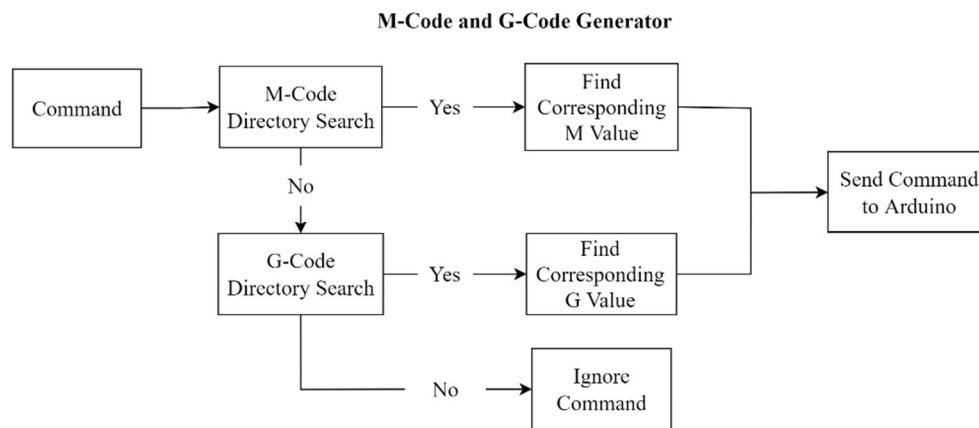 M-Code and G-Code Generator
Command
M-Code
Directory Search
Yes
Find
Corresponding
M Value
Send Command
to Arduino
No
G-Code
Directory Search
Yes
Find
Corresponding
G Value
No
Ignore
Command